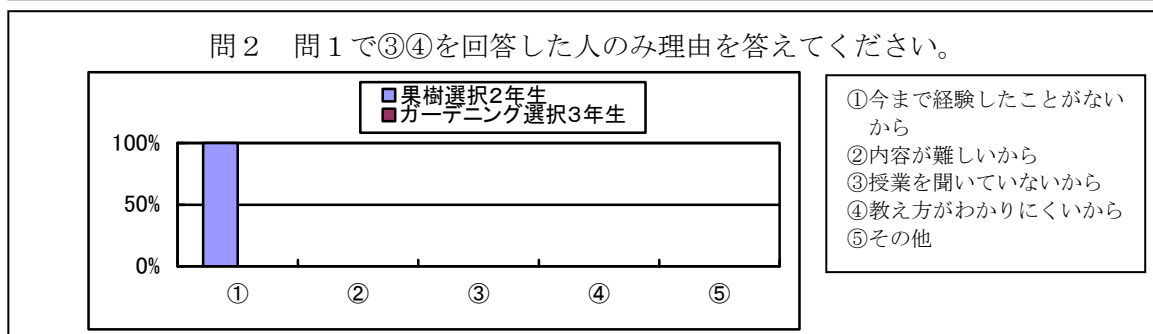 問2 問1で③④を回答した人のみ理由を答えてください。
果樹選択2年生
ガーデニング選択3年生
100%
50%
0%
① ② ③ ④ ⑤
①今まで経験したことがない
から
②内容が難しいから
③授業を聞いていないから
④教え方がわかりにくいから
⑤その他